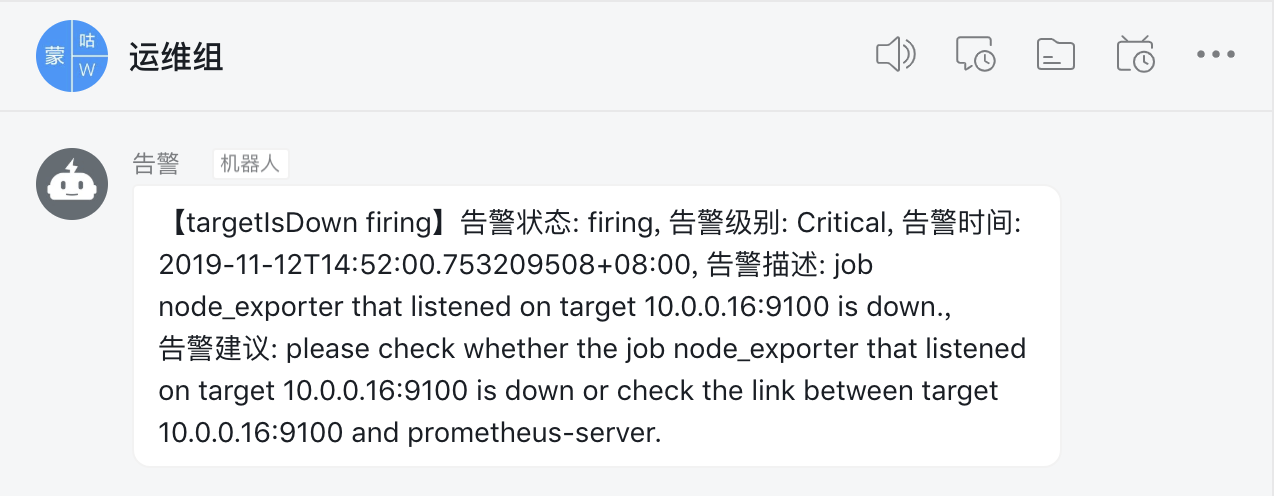 蒙
咕
W
运维组
告警 机器人
【targetIsDown firing】告警状态: firing, 告警级别: Critical, 告警时间:
2019-11-12T14:52:00.753209508+08:00, 告警描述: job
node_exporter that listened on target 10.0.0.16:9100 is down.,
告警建议: please check whether the job node_exporter that listened
on target 10.0.0.16:9100 is down or check the link between target
10.0.0.16:9100 and prometheus-server.